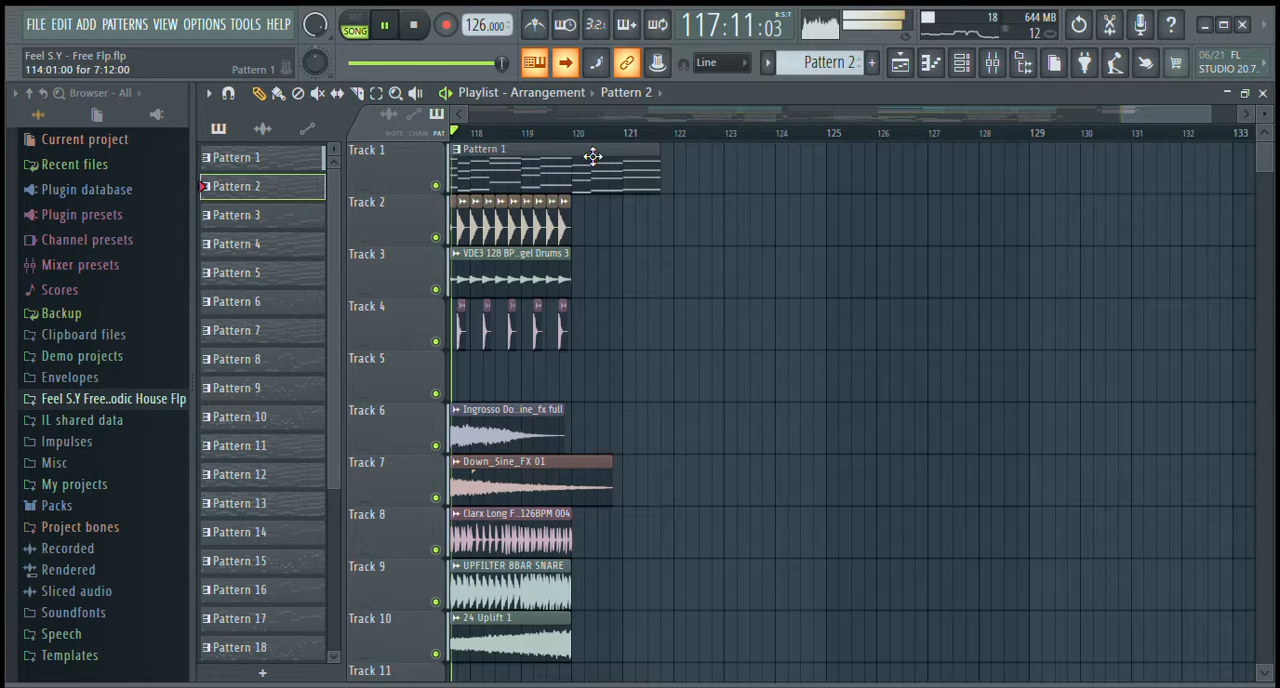 FILE EDIT ADD PATTERNS VIEW OPTIONS TOOLS HELP
PAT
SONG
126.000
3.2.
117:11:03
B:S:T
18
644 MB
12
Feel S.Y - Free Flp.flp
114:01:00 for 7:12:00
Pattern 1
Line
Pattern 2
06/21 FL
STUDIO 20.7..
Browser - All
Playlist - Arrangement
Pattern 2
NOTE CHAN PAT
118 119 120 121 122 123 124 125 126 127 128 129 130 131 132 133
Current project
Recent files
Plugin database
Plugin presets
Channel presets
Mixer presets
Scores
Backup
Clipboard files
Demo projects
Envelopes
Feel S.Y Free..odic House Flp
IL shared data
Impulses
Misc
My projects
Packs
Project bones
Recorded
Rendered
Sliced audio
Soundfonts
Speech
Templates
Pattern 1
Pattern 2
Pattern 3
Pattern 4
Pattern 5
Pattern 6
Pattern 7
Pattern 8
Pattern 9
Pattern 10
Pattern 11
Pattern 12
Pattern 13
Pattern 14
Pattern 15
Pattern 16
Pattern 17
Pattern 18
Track 1
Pattern 1
Track 2
Track 3
VDE3 128 BP..gel Drums 3
Track 4
Track 5
Track 6
Ingrosso Do..ine_fx full
Track 7
Down_Sine_FX 01
Track 8
Clarx Long F..126BPM 004
Track 9
UPFILTER 8BAR SNARE
Track 10
24 Uplift 1
Track 11